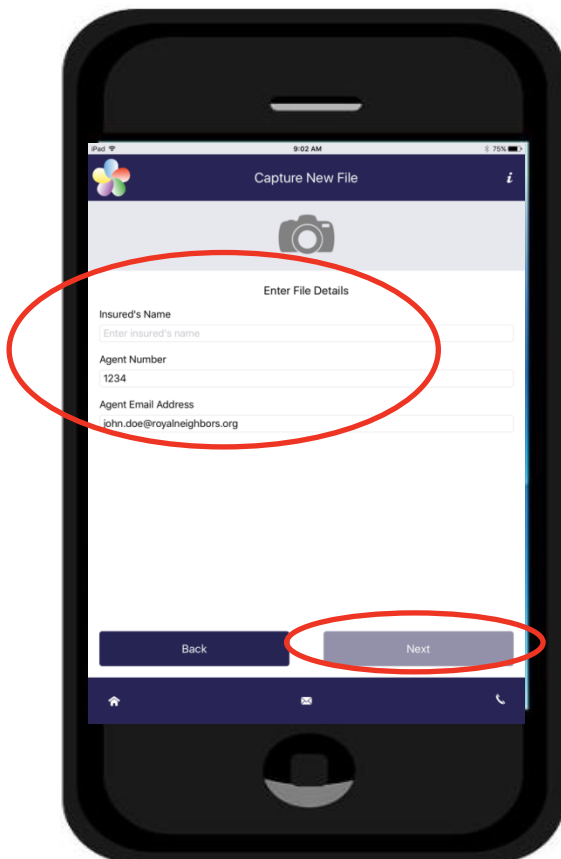 iPad 9:02 AM 75%
Capture New File i
Enter File Details
Insured's Name
Enter insured's name
Agent Number
1234
Agent Email Address
john.doe@royalneighbors.org
Back Next